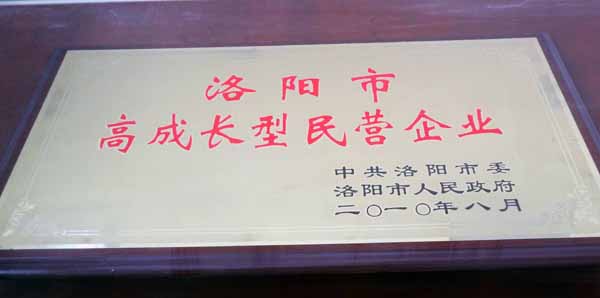 洛阳市
高成长型民营企业
中共洛阳市委
洛阳市人民政府
二〇一〇年八月